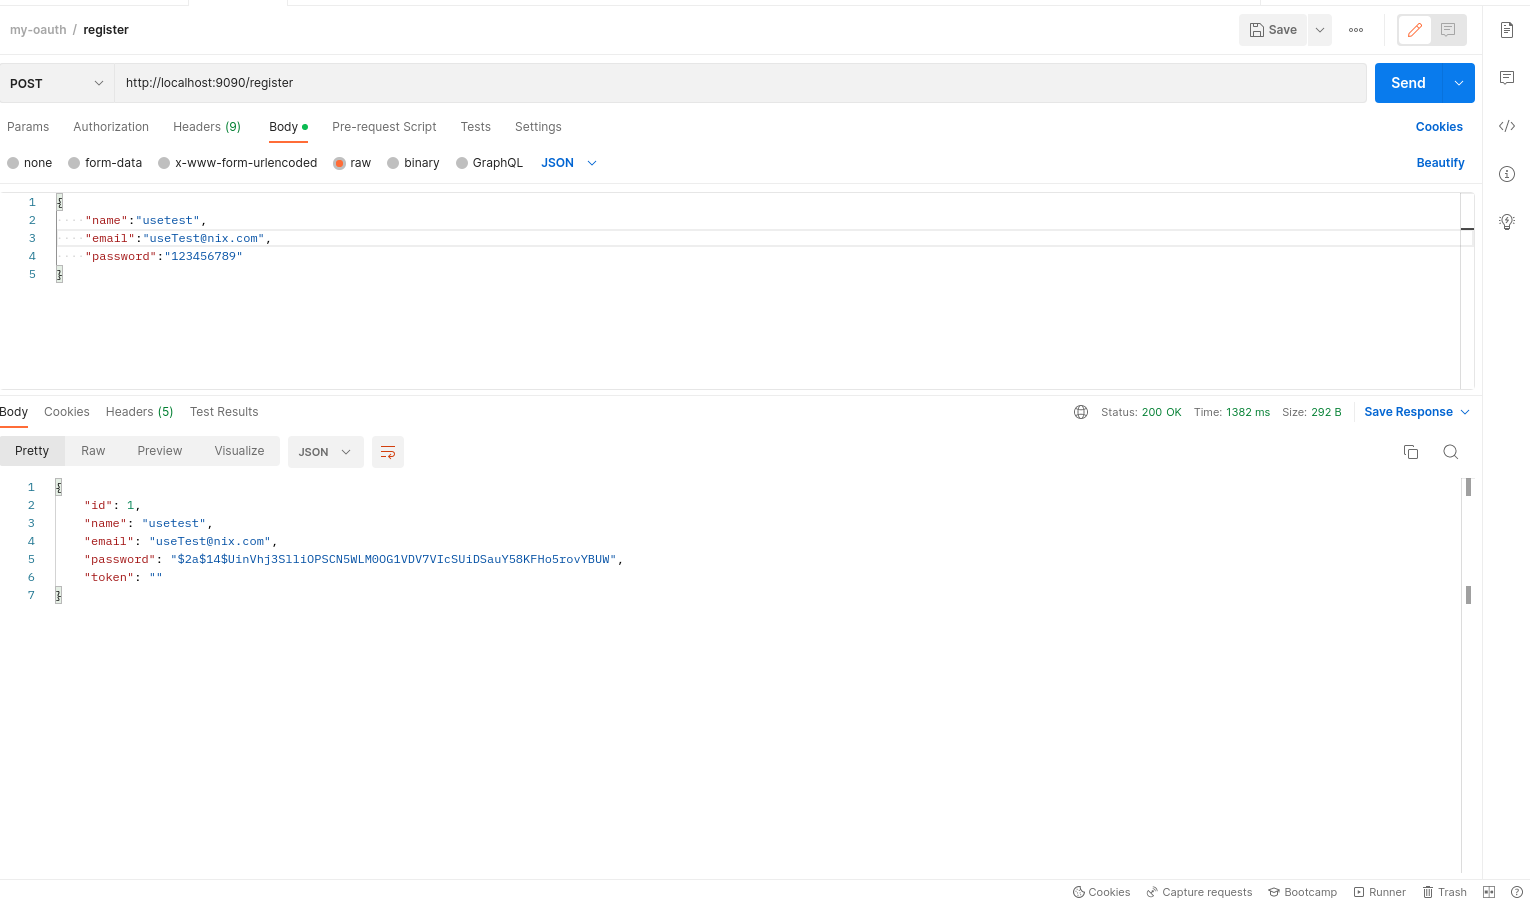 my-oauth / register
Save
POST
http://localhost:9090/register
Send
Params Authorization Headers (9) Body Pre-request Script Tests Settings Cookies
none form-data x-www-form-urlencoded raw binary GraphQL JSON Beautify
1 {
2 ····"name":"usetest",
3 ····"email":"useTest@nix.com",
4 ····"password":"123456789"
5 }
Body Cookies Headers (5) Test Results Status: 200 OK Time: 1382 ms Size: 292 B Save Response
Pretty Raw Preview Visualize JSON
1 {
2 "id": 1,
3 "name": "usetest",
4 "email": "useTest@nix.com",
5 "password": "$2a$14$UinVhj3SlliOPSCN5WLM0OG1VDV7VIcSUiDSauY58KFHo5rovYBUW",
6 "token": ""
7 }
Cookies Capture requests Bootcamp Runner Trash